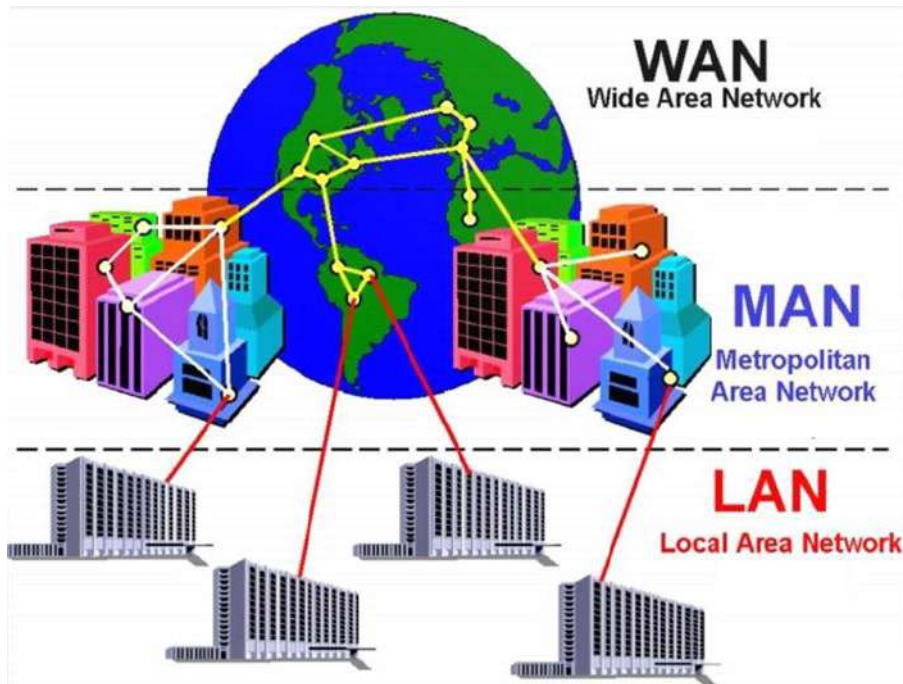 WAN
Wide Area Network
MAN
Metropolitan
Area Network
LAN
Local Area Network